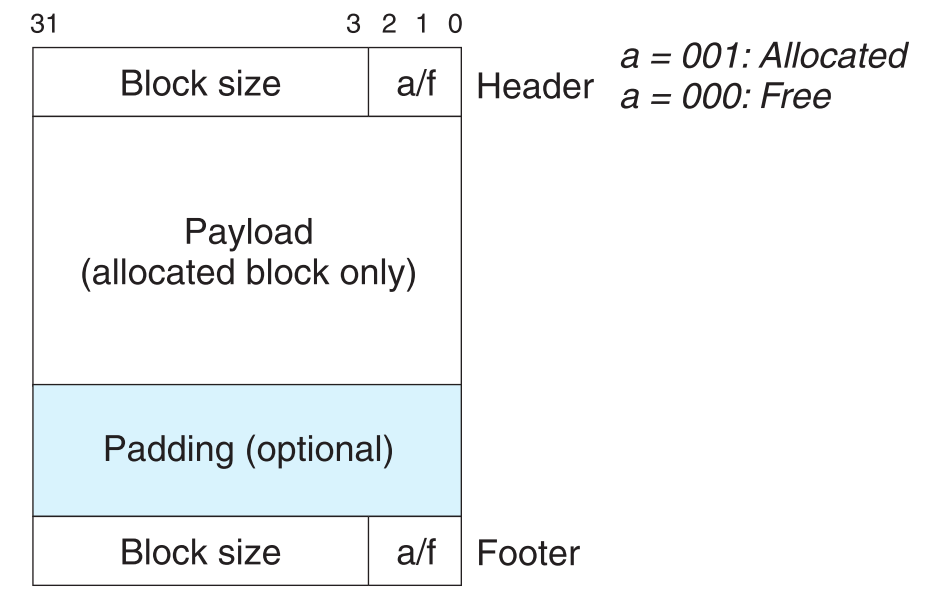 31 3 2 1 0
Block size a/f Header
a = 001: Allocated
a = 000: Free
Payload
(allocated block only)
Padding (optional)
Block size a/f Footer